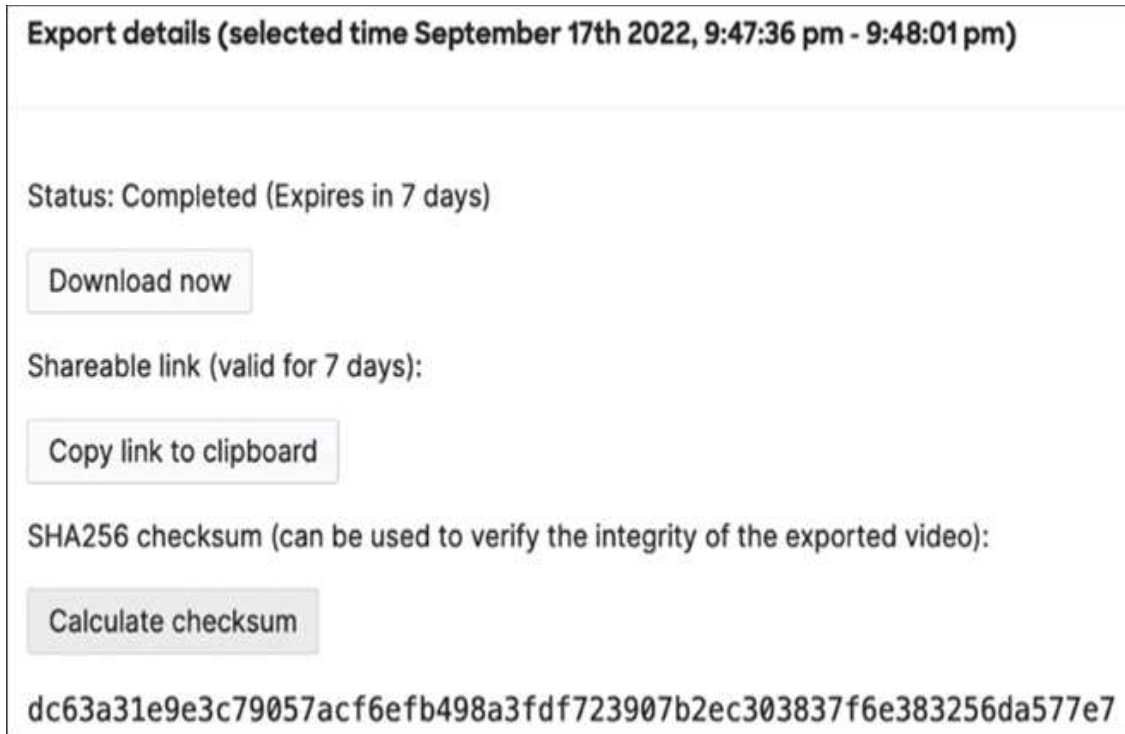 Export details (selected time September 17th 2022, 9:47:36 pm - 9:48:01 pm)
Status: Completed (Expires in 7 days)
Download now
Shareable link (valid for 7 days):
Copy link to clipboard
SHA256 checksum (can be used to verify the integrity of the exported video):
Calculate checksum
dc63a31e9e3c79057acf6efb498a3fdf723907b2ec303837f6e383256da577e7